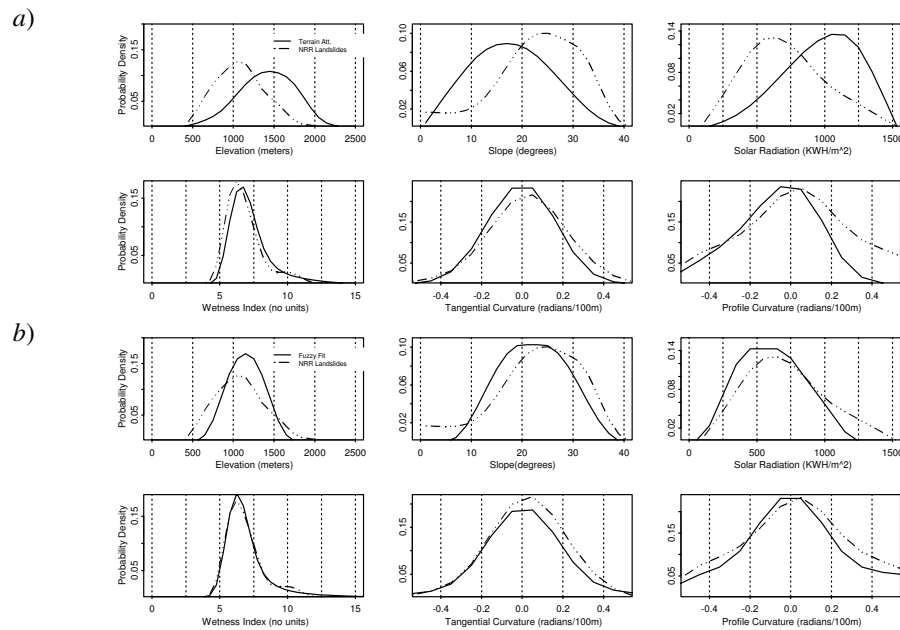 a)
Probability Density
0.05 0.15
Terrain Att.
NRR Landslides
0 500 1000 1500 2000 2500
Elevation (meters)
0.02 0.06 0.10
0 10 20 30 40
Slope (degrees)
0.02 0.08 0.14
0 500 1000 1500
Solar Radiation (KWH/m^2)
Probability Density
0.05 0.15
0 5 10 15
Wetness Index (no units)
0.05 0.15
-0.4 -0.2 0.0 0.2 0.4
Tangential Curvature (radians/100m)
0.05 0.15
-0.4 -0.2 0.0 0.2 0.4
Profile Curvature (radians/100m)
b)
Probability Density
0.05 0.15
Fuzzy Fit
NRR Landslides
0 500 1000 1500 2000 2500
Elevation (meters)
0.02 0.06 0.10
0 10 20 30 40
Slope(degrees)
0.02 0.08 0.14
0 500 1000 1500
Solar Radiation (KWH/m^2)
Probability Density
0.05 0.15
0 5 10 15
Wetness Index (no units)
0.05 0.15
-0.4 -0.2 0.0 0.2 0.4
Tangential Curvature (radians/100m)
0.05 0.15
-0.4 -0.2 0.0 0.2 0.4
Profile Curvature (radians/100m)